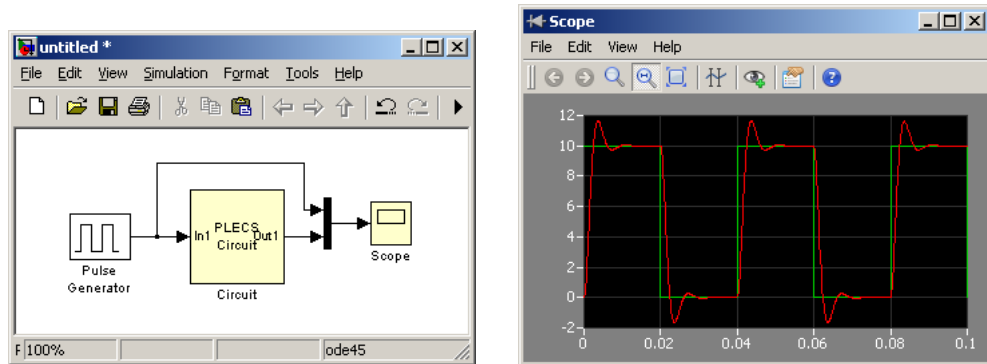 untitled *
File Edit View Simulation Format Tools Help
Pulse
Generator
In1
PLECS
Circuit
Out1
Circuit
Scope
F 100%
ode45
Scope
File Edit View Help
12
10
8
6
4
2
0
-2
0 0.02 0.04 0.06 0.08 0.1